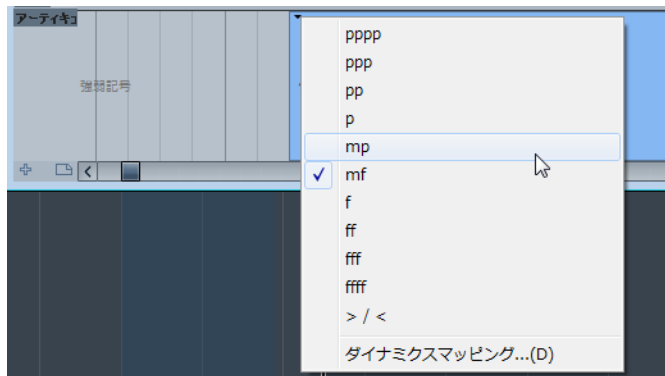 アーティキュ
強弱記号
pppp
ppp
pp
p
mp
mf
f
ff
fff
ffff
> / <
ダイナミクスマッピング...(D)